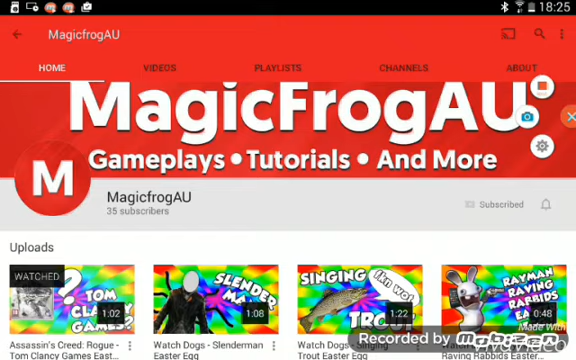 18:25
MagicfrogAU
HOME VIDEOS PLAYLISTS CHANNELS ABOUT
MagicFrogAU
Gameplays • Tutorials • And More
M
MagicfrogAU
35 subscribers
Subscribed
Uploads
WATCHED
?
TOM
CLANCY
GAMES?
1:02
SLENDER
MAN
1:08
SINGING
TROUT
1:22
RAYMAN
RAVING
RABBIDS
0:48
Assassin's Creed: Rogue -
Tom Clancy Games East...
Watch Dogs - Slenderman
Easter Egg
Watch Dogs - Singing
Trout Easter Egg
Raving Rabbids Easter...
Made With
Recorded by
mobizen
VivaVideo